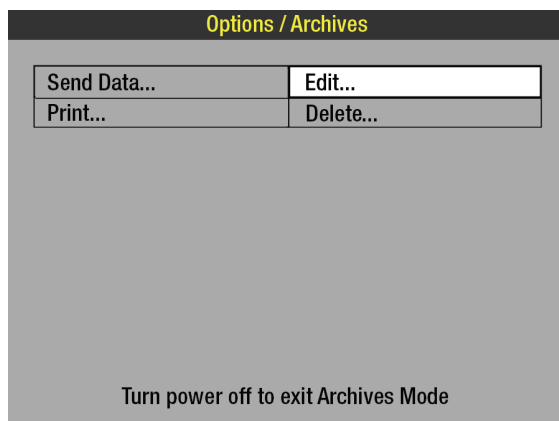 Options / Archives
Send Data... Edit...
Print... Delete...
Turn power off to exit Archives Mode